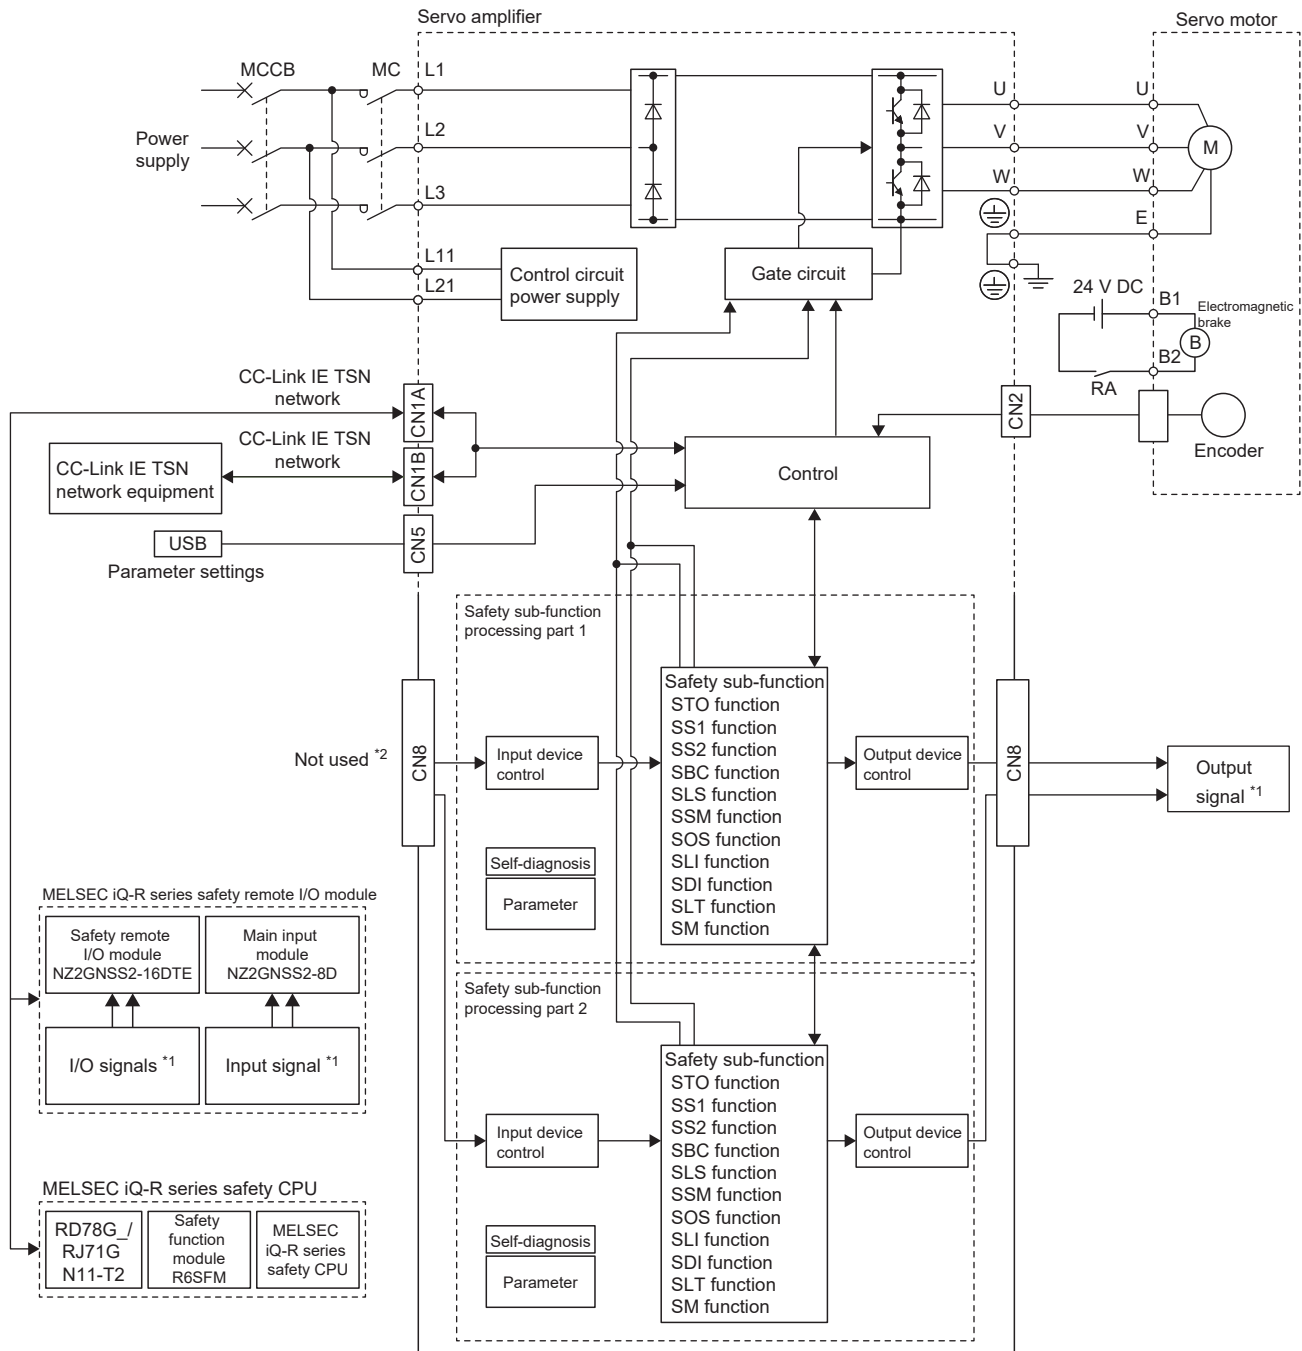 Servo amplifier
Servo motor
MCCB
MC
L1
L2
L3
Power
supply
U
V
W
U
V
W
E
M
L11
L21
Control circuit
power supply
Gate circuit
24 V DC
B1
B2
Electromagnetic
brake
B
RA
CC-Link IE TSN
network
CN1A
CC-Link IE TSN
network
CN1B
CC-Link IE TSN
network equipment
CN5
USB
Parameter settings
Control
CN2
Encoder
Safety sub-function
processing part 1
Not used *2
CN8
Input device
control
Self-diagnosis
Parameter
Safety sub-function
STO function
SS1 function
SS2 function
SBC function
SLS function
SSM function
SOS function
SLI function
SDI function
SLT function
SM function
Output device
control
CN8
Output
signal *1
MELSEC iQ-R series safety remote I/O module
Safety remote
I/O module
NZ2GNSS2-16DTE
Main input
module
NZ2GNSS2-8D
I/O signals *1
Input signal *1
Safety sub-function
processing part 2
Input device
control
Self-diagnosis
Parameter
Safety sub-function
STO function
SS1 function
SS2 function
SBC function
SLS function
SSM function
SOS function
SLI function
SDI function
SLT function
SM function
Output device
control
MELSEC iQ-R series safety CPU
RD78G_/
RJ71G
N11-T2
Safety
function
module
R6SFM
MELSEC
iQ-R series
safety CPU